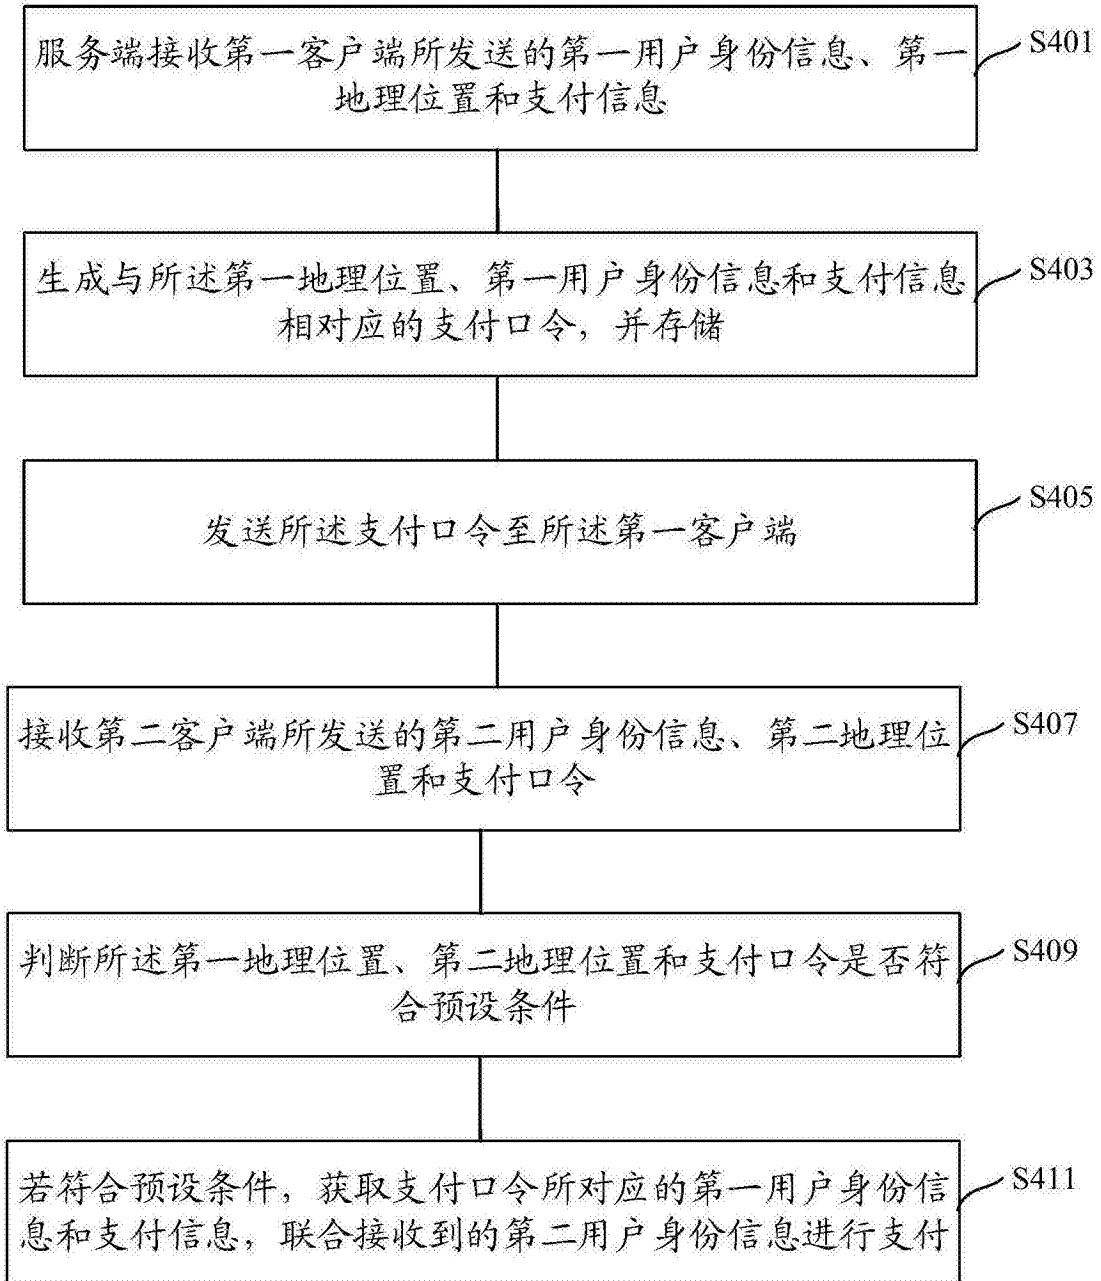 服务端接收第一客户端所发送的第一用户身份信息、第一
地理位置和支付信息
S401
生成与所述第一地理位置、第一用户身份信息和支付信息
相对应的支付口令，并存储
S403
发送所述支付口令至所述第一客户端
S405
接收第二客户端所发送的第二用户身份信息、第二地理位
置和支付口令
S407
判断所述第一地理位置、第二地理位置和支付口令是否符
合预设条件
S409
若符合预设条件，获取支付口令所对应的第一用户身份信
息和支付信息，联合接收到的第二用户身份信息进行支付
S411